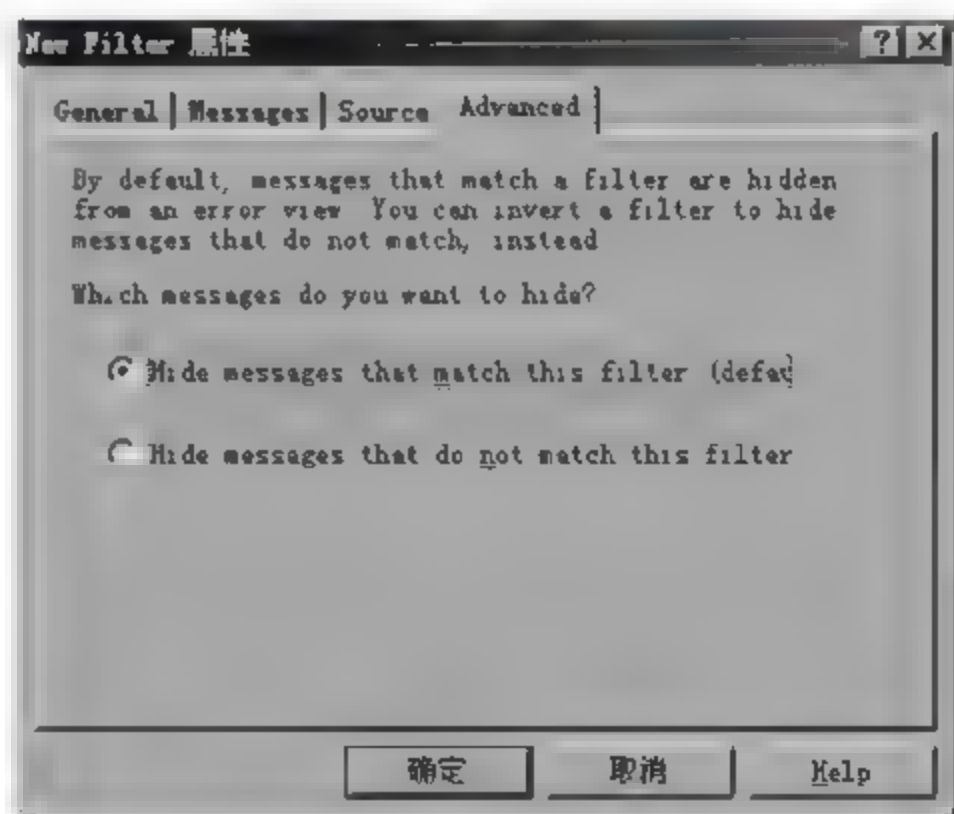 New Filter 属性
General Messages Source Advanced
By default, messages that match a filter are hidden
from an error view You can invert a filter to hide
messages that do not match, instead
Which messages do you want to hide?
Hide messages that match this filter (defau
Hide messages that do not match this filter
确定 取消 Help